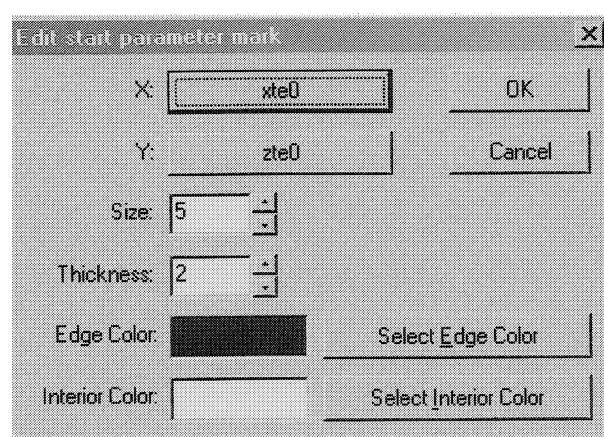 Edit start parameter mark
X: xte0 OK
Y: zte0 Cancel
Size: 5
Thickness: 2
Edge Color: Select Edge Color
Interior Color: Select Interior Color